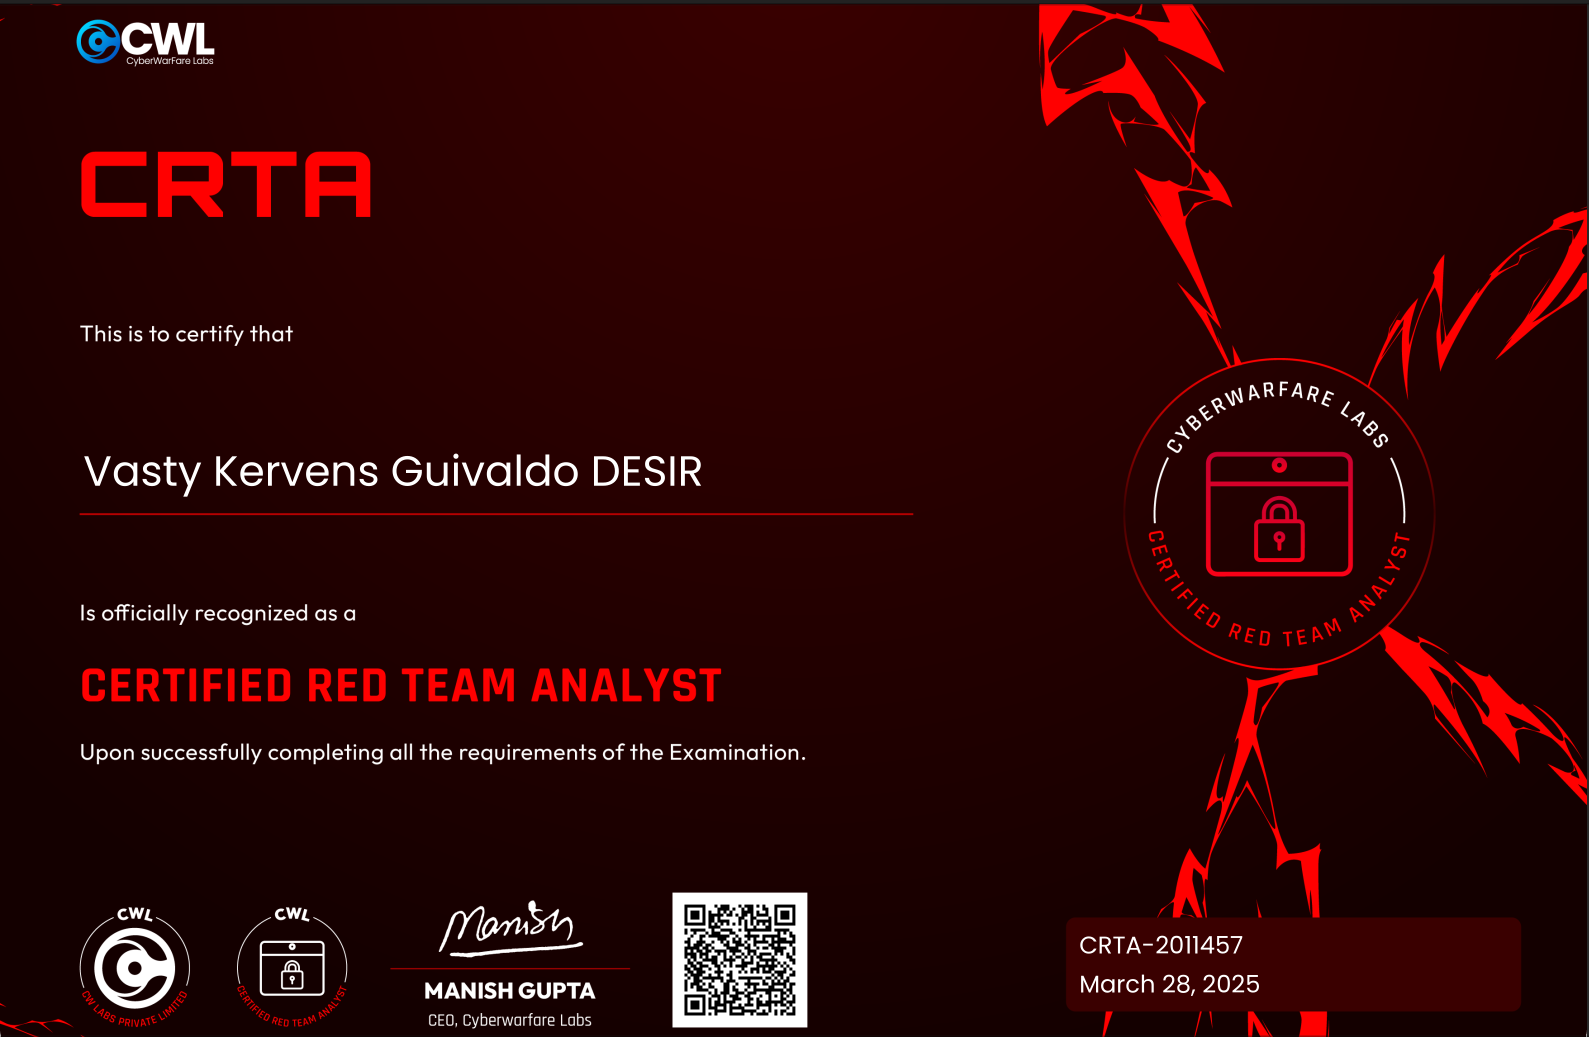 CWL
CyberWarFare Labs
CRTA
This is to certify that
Vasty Kervens Guivaldo DESIR
Is officially recognized as a
CERTIFIED RED TEAM ANALYST
Upon successfully completing all the requirements of the Examination.
CYBERWARFARE LABS
CERTIFIED RED TEAM ANALYST
CWL
CW LABS PRIVATE LIMITED
CWL
CERTIFIED RED TEAM ANALYST
Manish
MANISH GUPTA
CEO, Cyberwarfare Labs
CRTA-2011457
March 28, 2025